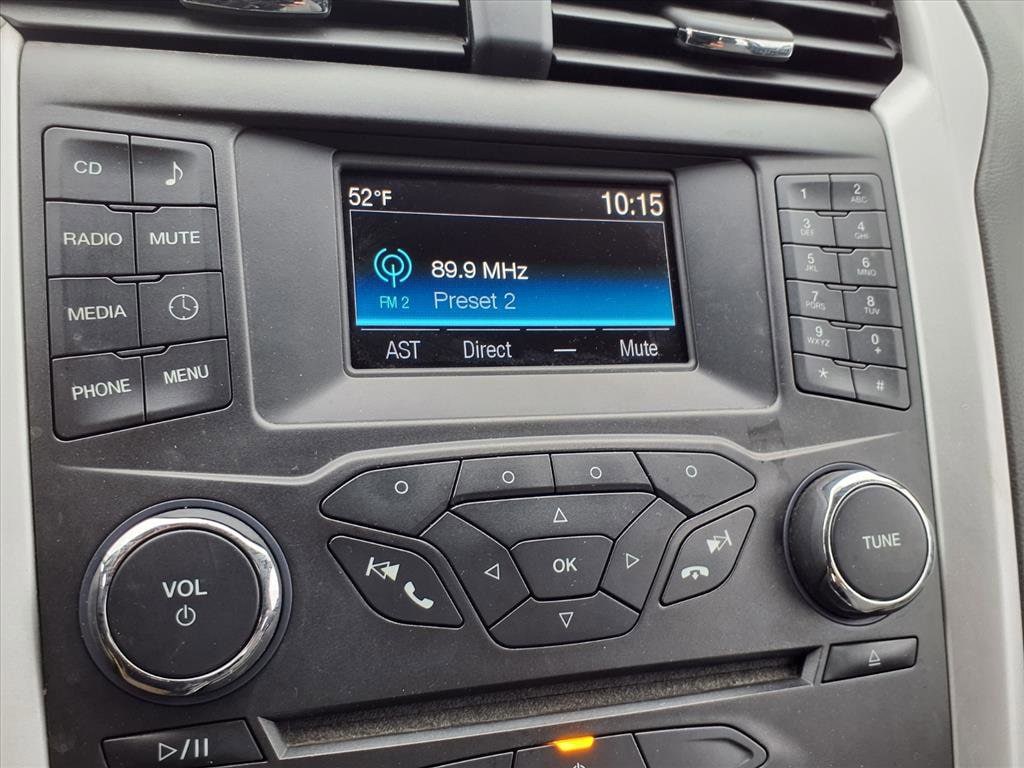 CD
RADIO MUTE
MEDIA
PHONE MENU
52°F 10:15
89.9 MHz
FM 2 Preset 2
AST Direct — Mute
1 2 ABC
3 DEF 4 GHI
5 JKL 6 MNO
7 PQRS 8 TUV
9 WXYZ 0 +
* #
VOL
OK
TUNE